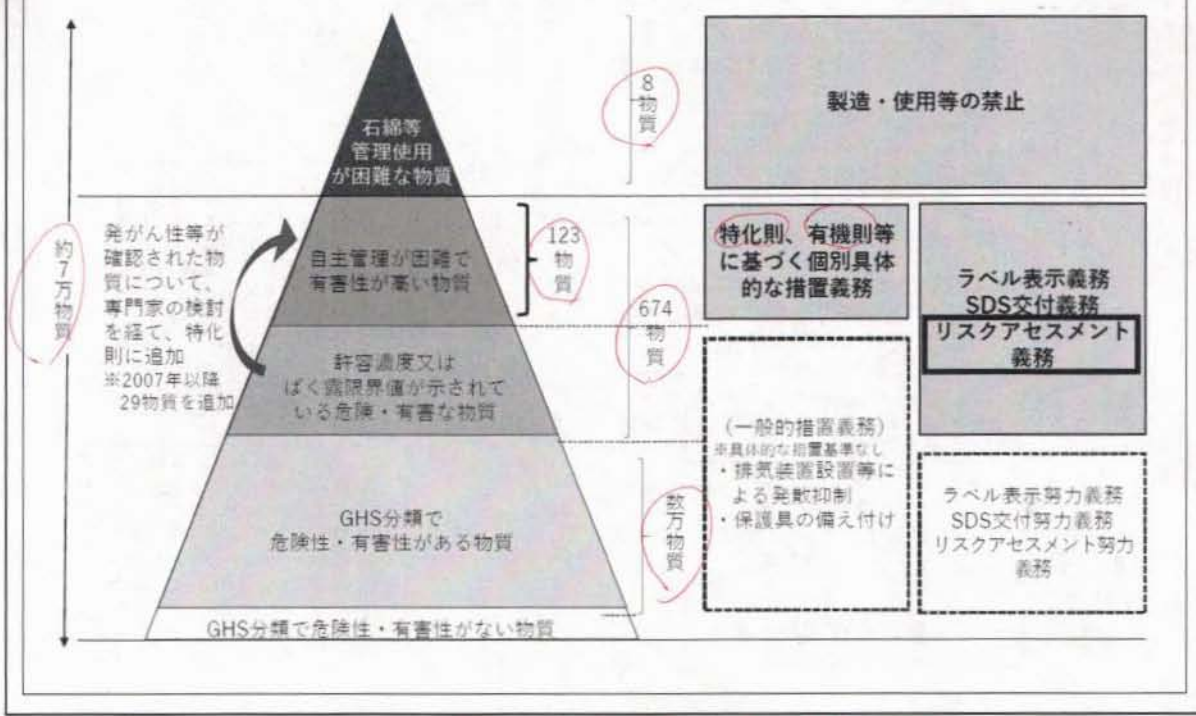 約7万物質
石綿等
管理使用
が困難な物質
8物質
製造・使用等の禁止
発がん性等が
確認された物
質について、
専門家の検討
を経て、特化
則に追加
※2007年以降
29物質を追加
自主管理が困難で
有害性が高い物質
123物質
674物質
特化則、有機則等
に基づく個別具体
的な措置義務
ラベル表示義務
SDS交付義務
リスクアセスメント
義務
許容濃度又は
ばく露限界値が示されて
いる危険・有害な物質
(一般的措置義務)
※具体的な措置基準なし
・排気装置設置等に
よる発散抑制
・保護具の備え付け
GHS分類で
危険性・有害性がある物質
数万物質
ラベル表示努力義務
SDS交付努力義務
リスクアセスメント努力
義務
GHS分類で危険性・有害性がない物質